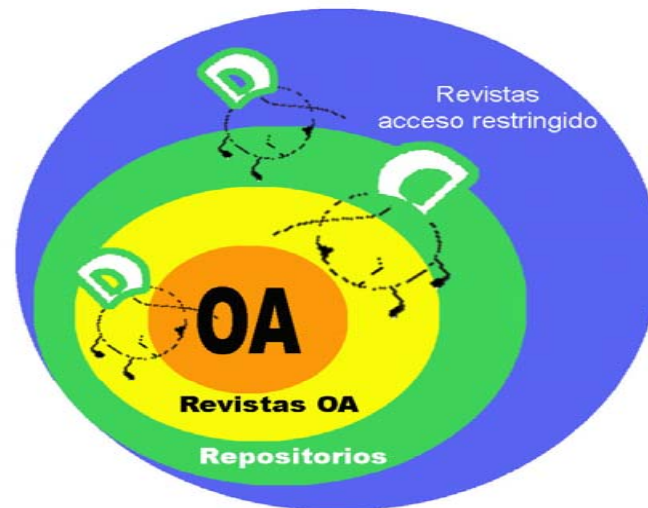 D
Revistas
acceso restringido
D
D
OA
Revistas OA
Repositorios